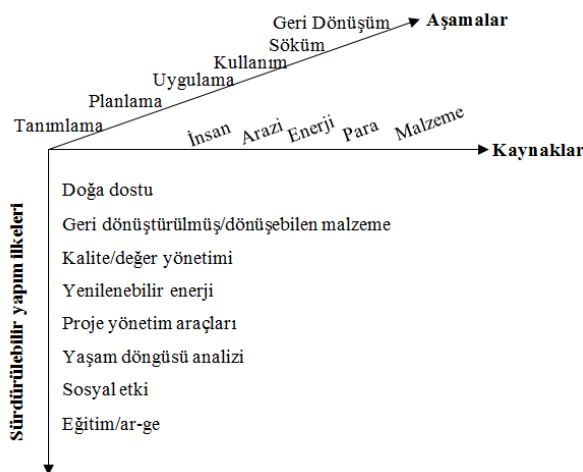 Geri Dönüşüm
Aşamalar
Söküm
Kullanım
Uygulama
Planlama
Tanımlama
İnsan Arazi Enerji Para Malzeme
Kaynaklar
Sürdürülebilir yapım ilkeleri
Doğa dostu
Geri dönüştürülmüş/dönüşebilen malzeme
Kalite/değer yönetimi
Yenilenebilir enerji
Proje yönetim araçları
Yaşam döngüsü analizi
Sosyal etki
Eğitim/ar-ge